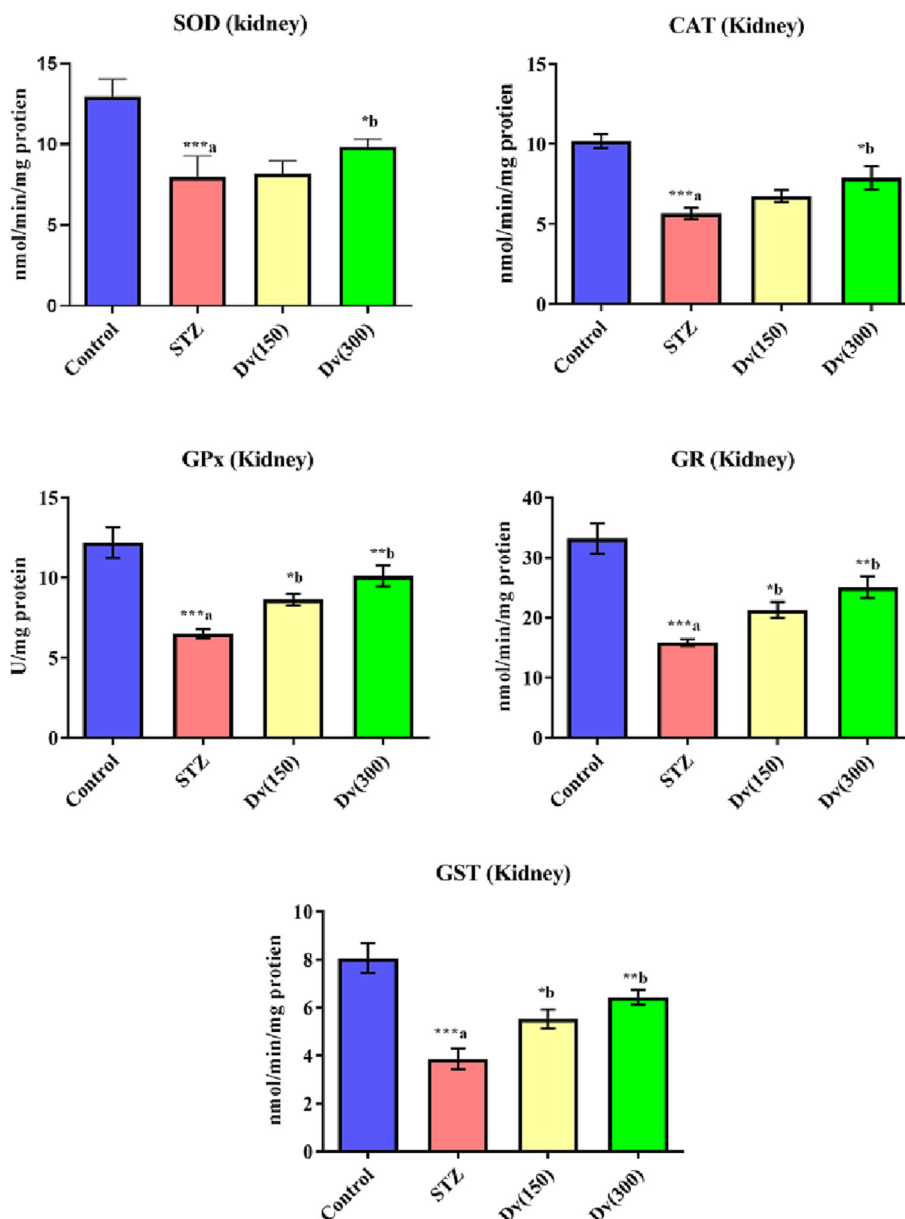 SOD (kidney)
nmol/min/mg protien
15
10
5
0
***a
*b
Control
STZ
Dv(150)
Dv(300)
CAT (Kidney)
nmol/min/mg protien
15
10
5
0
***a
*b
Control
STZ
Dv(150)
Dv(300)
GPx (Kidney)
U/mg protein
15
10
5
0
***a
*b
**b
Control
STZ
Dv(150)
Dv(300)
GR (Kidney)
nmol/min/mg protien
40
30
20
10
0
***a
*b
**b
Control
STZ
Dv(150)
Dv(300)
GST (Kidney)
nmol/min/mg protien
10
8
6
4
2
0
***a
*b
**b
Control
STZ
Dv(150)
Dv(300)